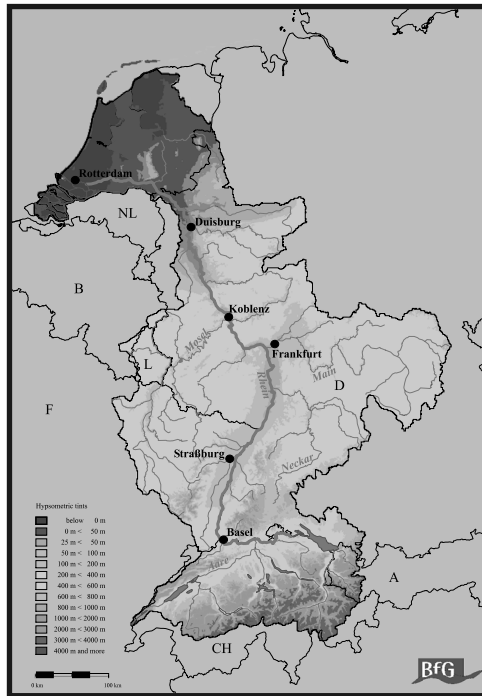 Rotterdam
NL
Duisburg
B
Koblenz
Mosel
Frankfurt
L
Main
Rhein
D
F
Straßburg
Neckar
Hypsometric tints
below 0 m
0 m < 50 m
25 m < 50 m
50 m < 100 m
100 m < 200 m
200 m < 400 m
400 m < 600 m
600 m < 800 m
800 m < 1000 m
1000 m < 2000 m
2000 m < 3000 m
3000 m < 4000 m
4000 m and more
Basel
Aare
A
CH
0 km 100 km
BfG